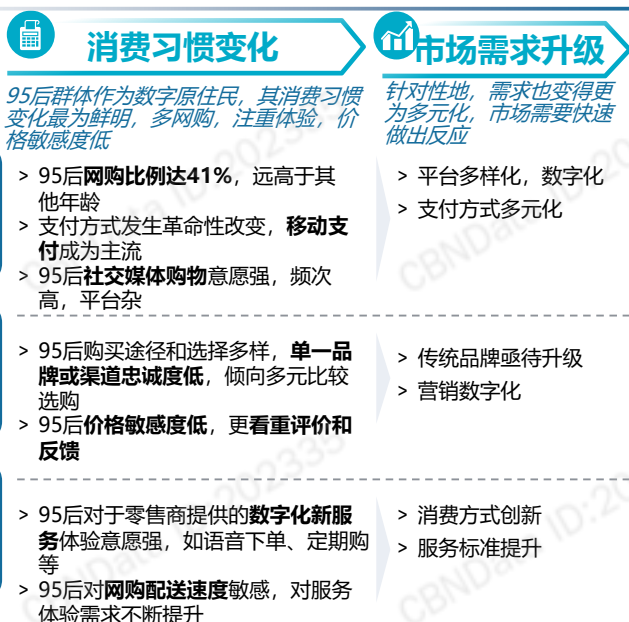 消费习惯变化
95后群体作为数字原住民，其消费习惯
变化最为鲜明，多网购，注重体验，价
格敏感度低
> 95后网购比例达41%，远高于其
他年龄
> 支付方式发生革命性改变，移动支
付成为主流
> 95后社交媒体购物意愿强，频次
高，平台杂
> 95后购买途径和选择多样，单一品
牌或渠道忠诚度低，倾向多元比较
选购
> 95后价格敏感度低，更看重评价和
反馈
> 95后对于零售商提供的数字化新服
务体验意愿强，如语音下单、定期购
等
> 95后对网购配送速度敏感，对服务
体验需求不断提升
市场需求升级
针对性地，需求也变得更
为多元化，市场需要快速
做出反应
> 平台多样化，数字化
> 支付方式多元化
> 传统品牌亟待升级
> 营销数字化
> 消费方式创新
> 服务标准提升